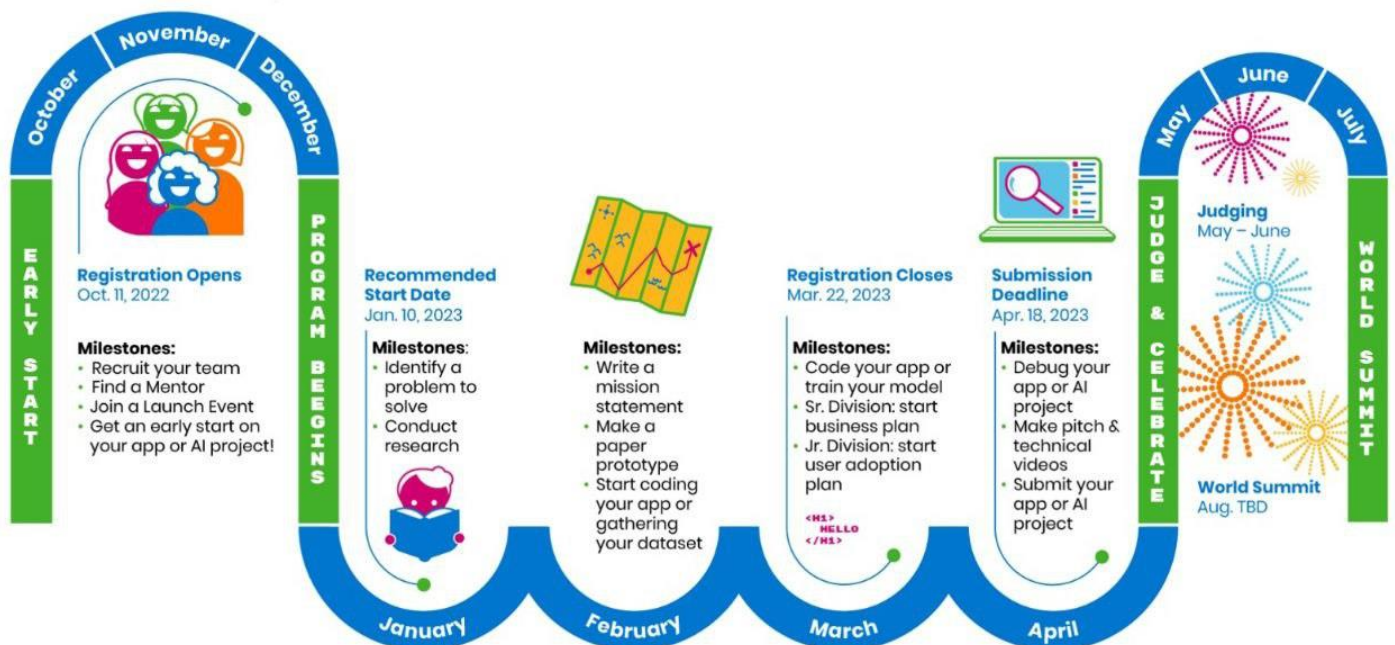 October
November
December
EARLY START
Registration Opens
Oct. 11, 2022
Milestones:
• Recruit your team
• Find a Mentor
• Join a Launch Event
• Get an early start on
your app or AI project!
PROGRAM BEGINS
Recommended
Start Date
Jan. 10, 2023
Milestones:
• Identify a
problem to
solve
• Conduct
research
January
Milestones:
• Write a
mission
statement
• Make a
paper
prototype
• Start coding
your app or
gathering
your dataset
February
Registration Closes
Mar. 22, 2023
Milestones:
• Code your app or
train your model
• Sr. Division: start
business plan
• Jr. Division: start
user adoption
plan
<H1>
HELLO
</H1>
March
Submission
Deadline
Apr. 18, 2023
Milestones:
• Debug your
app or AI
project
• Make pitch &
technical
videos
• Submit your
app or AI
project
April
JUDGE & CELEBRATE
May
June
July
Judging
May – June
World Summit
Aug. TBD
WORLD SUMMIT